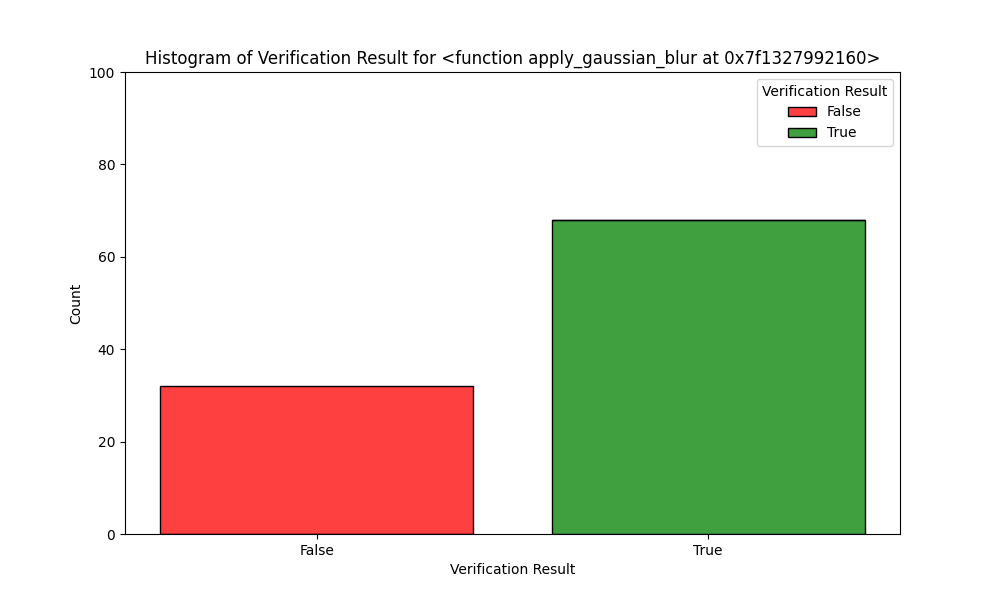 Histogram of Verification Result for <function apply_gaussian_blur at 0x7f1327992160>
Verification Result
False
True
100
80
60
40
20
0
Count
False
True
Verification Result